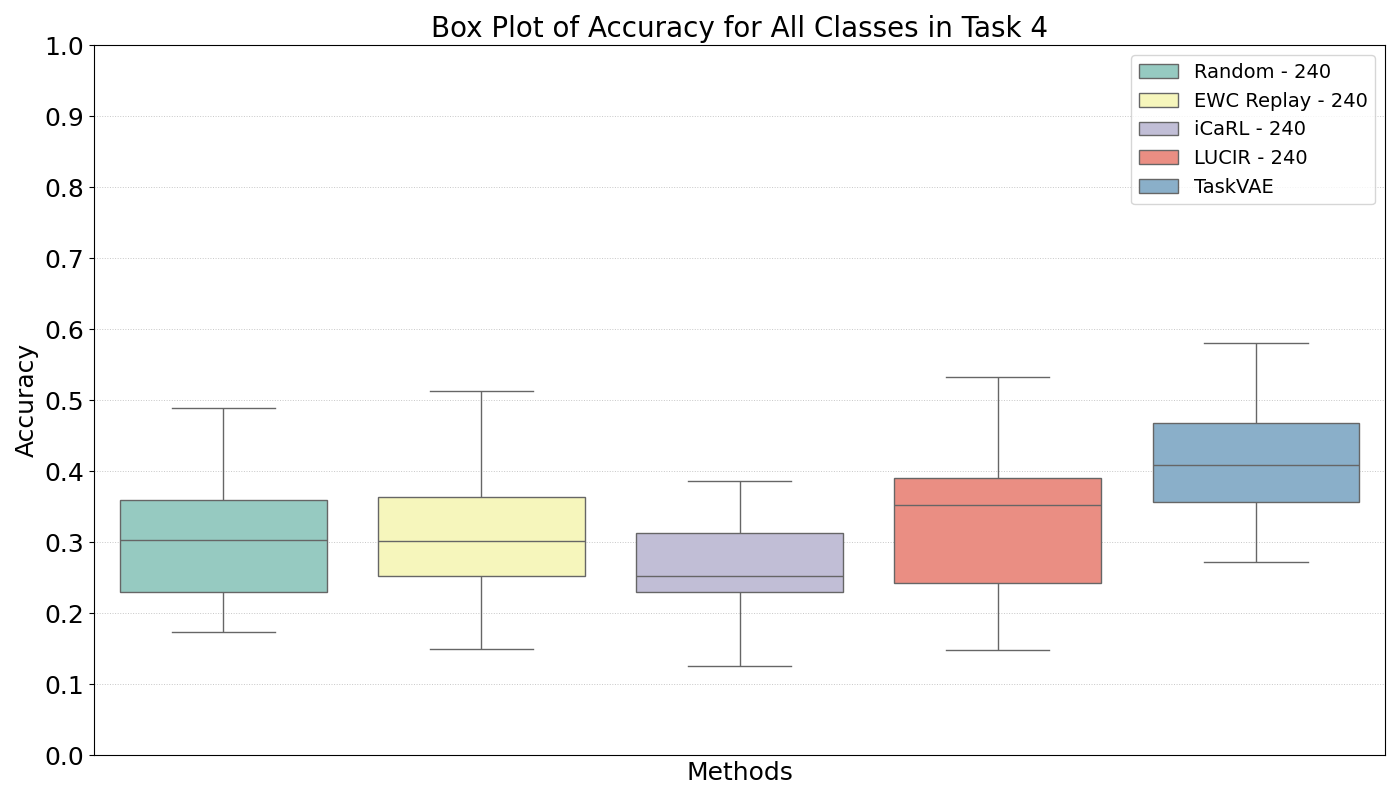 Box Plot of Accuracy for All Classes in Task 4
1.0
0.9
0.8
0.7
0.6
0.5
0.4
0.3
0.2
0.1
0.0
Accuracy
Methods
Random - 240
EWC Replay - 240
iCaRL - 240
LUCIR - 240
TaskVAE